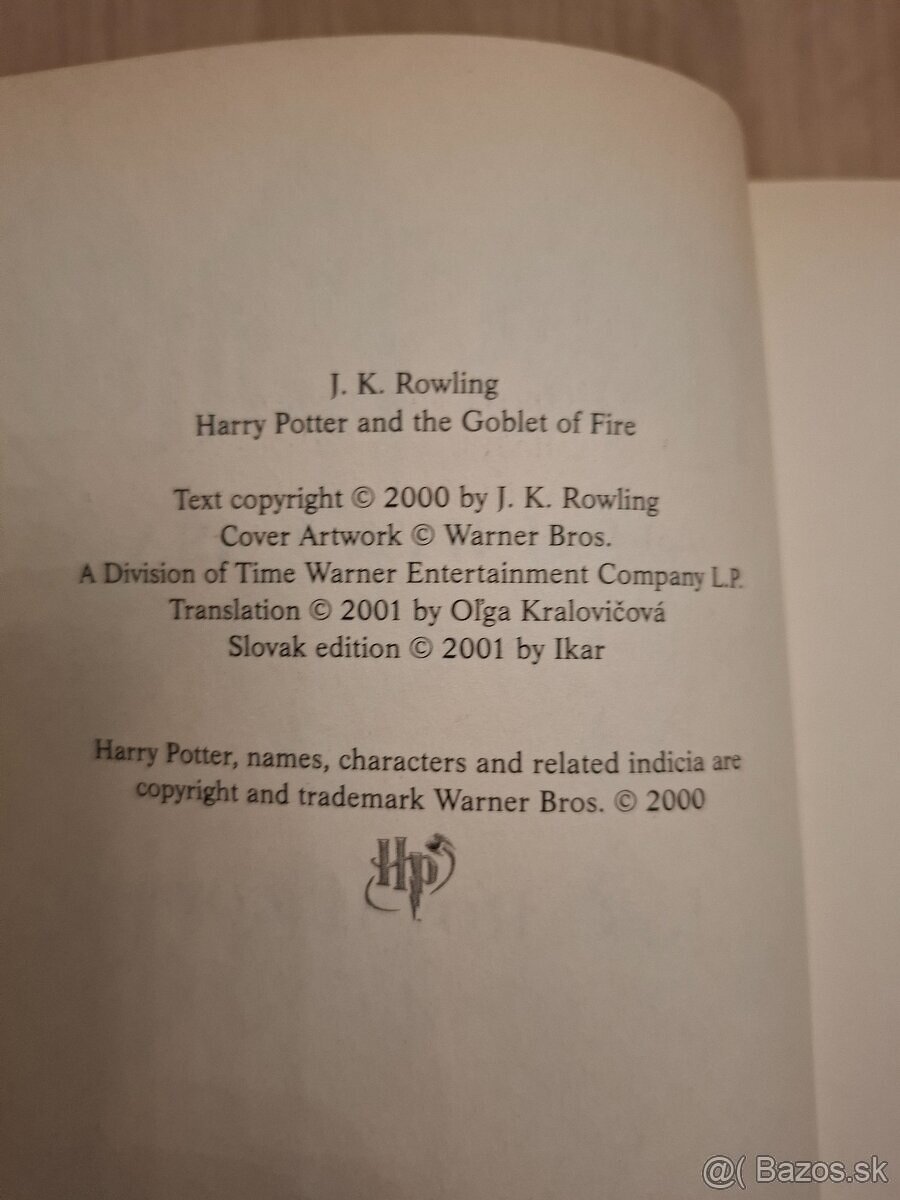 J. K. Rowling
Harry Potter and the Goblet of Fire
Text copyright © 2000 by J. K. Rowling
Cover Artwork © Warner Bros.
A Division of Time Warner Entertainment Company L.P.
Translation © 2001 by Oľga Kralovičová
Slovak edition © 2001 by Ikar
Harry Potter, names, characters and related indicia are
copyright and trademark Warner Bros. © 2000
HP
@( Bazos.sk